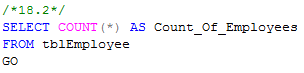 /*18.2*/
SELECT COUNT(*) AS Count_Of_Employees
FROM tblEmployee
GO